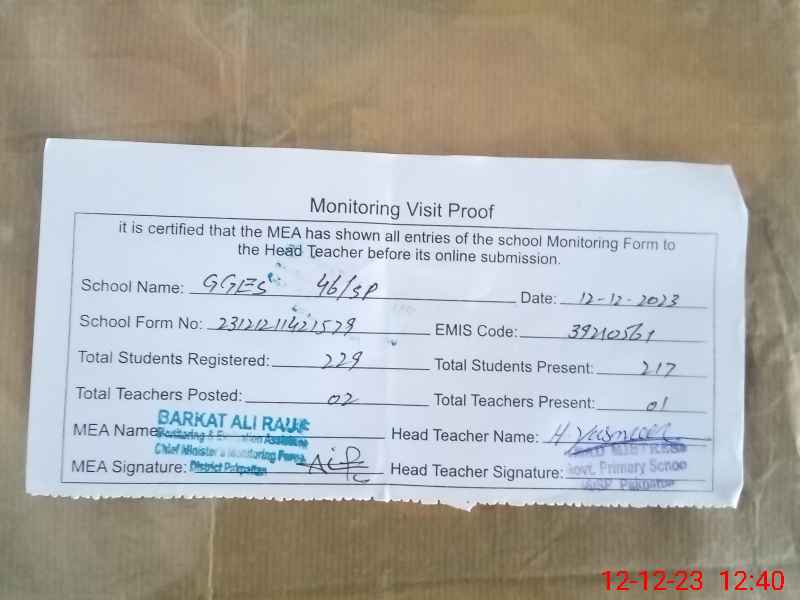 Monitoring Visit Proof
it is certified that the MEA has shown all entries of the school Monitoring Form to
the Head Teacher before its online submission.
School Name: GGES 46/SP Date: 12-12-2023
School Form No: 23121211421579 EMIS Code: 39210561
Total Students Registered: 229 Total Students Present: 217
Total Teachers Posted: 02 Total Teachers Present: 01
MEA Name BARKAT ALI RAUF Head Teacher Name:
Monitoring & Evaluation Assistant
Chief Minister's Monitoring Force
MEA Signature: District Pakpattan Head Teacher Signature: Govt. Primary Schoo
46/SP Pakpattan
12-12-23 12:40